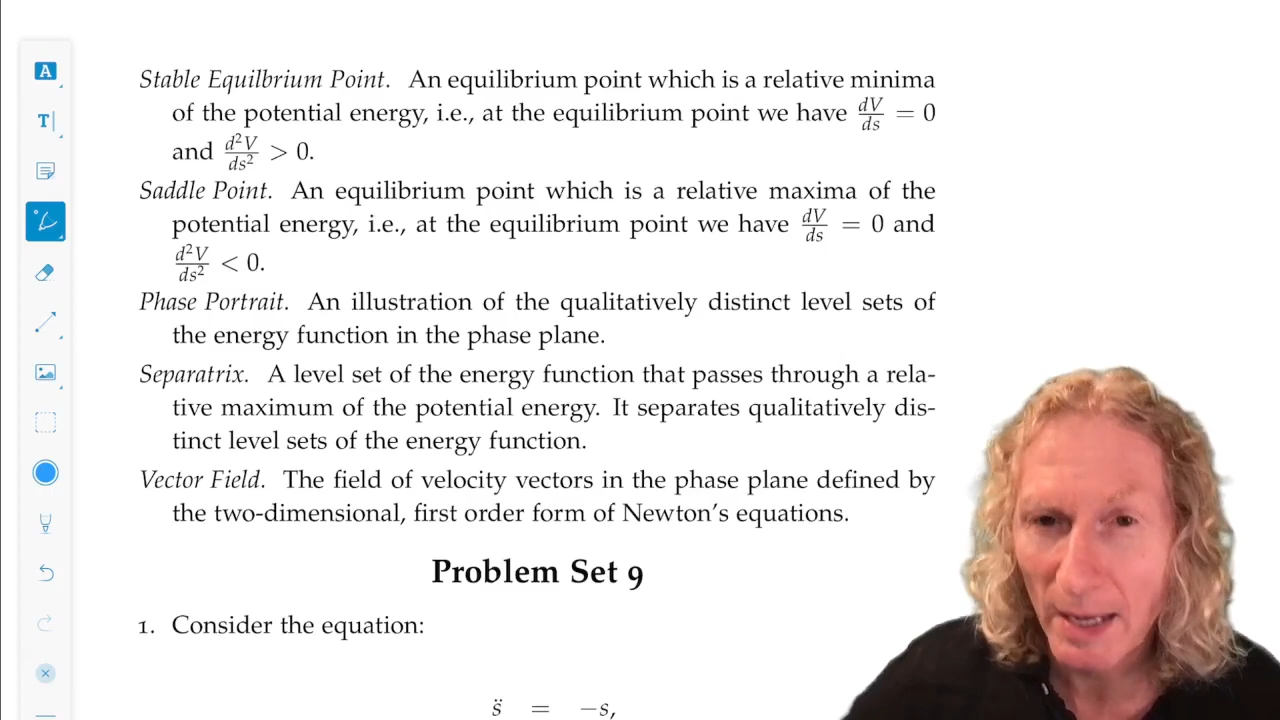 Stable Equilbrium Point. An equilibrium point which is a relative minima
of the potential energy, i.e., at the equilibrium point we have dV/ds = 0
and d²V/ds² > 0.
Saddle Point. An equilibrium point which is a relative maxima of the
potential energy, i.e., at the equilibrium point we have dV/ds = 0 and
d²V/ds² < 0.
Phase Portrait. An illustration of the qualitatively distinct level sets of
the energy function in the phase plane.
Separatrix. A level set of the energy function that passes through a rela-
tive maximum of the potential energy. It separates qualitatively dis-
tinct level sets of the energy function.
Vector Field. The field of velocity vectors in the phase plane defined by
the two-dimensional, first order form of Newton's equations.
Problem Set 9
1. Consider the equation:
s̈ = −s,
A
T